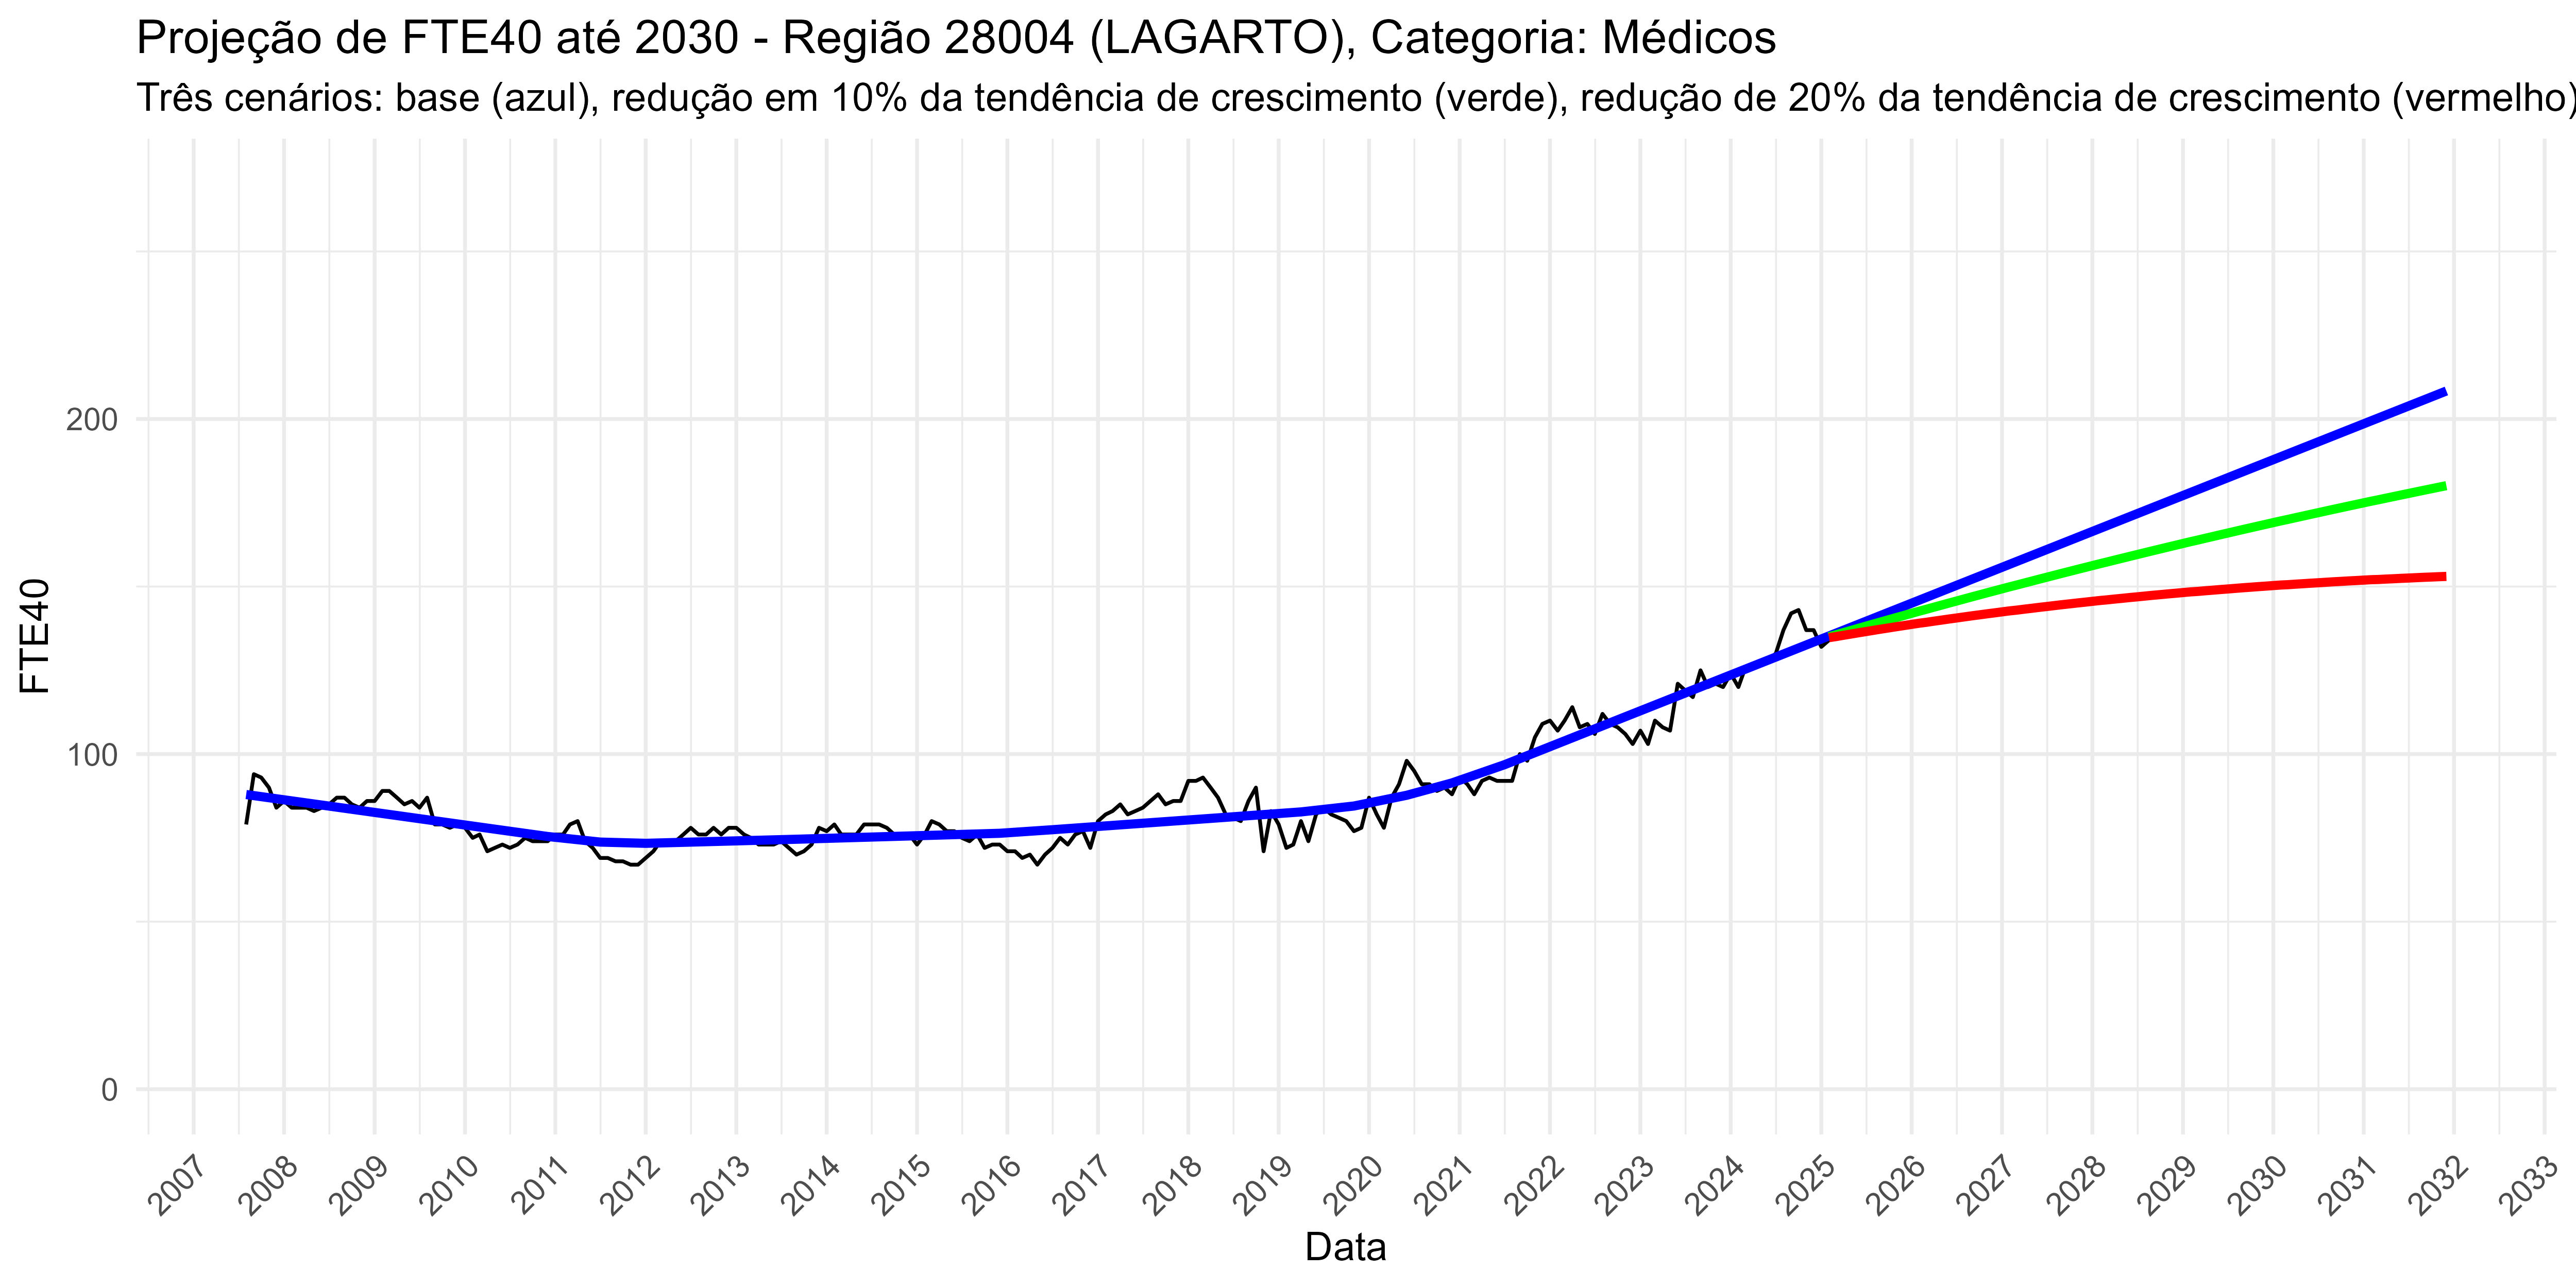 Projeção de FTE40 até 2030 - Região 28004 (LAGARTO), Categoria: Médicos
Três cenários: base (azul), redução em 10% da tendência de crescimento (verde), redução de 20% da tendência de crescimento (vermelho)
200
100
0
FTE40
2007 2008 2009 2010 2011 2012 2013 2014 2015 2016 2017 2018 2019 2020 2021 2022 2023 2024 2025 2026 2027 2028 2029 2030 2031 2032 2033
Data